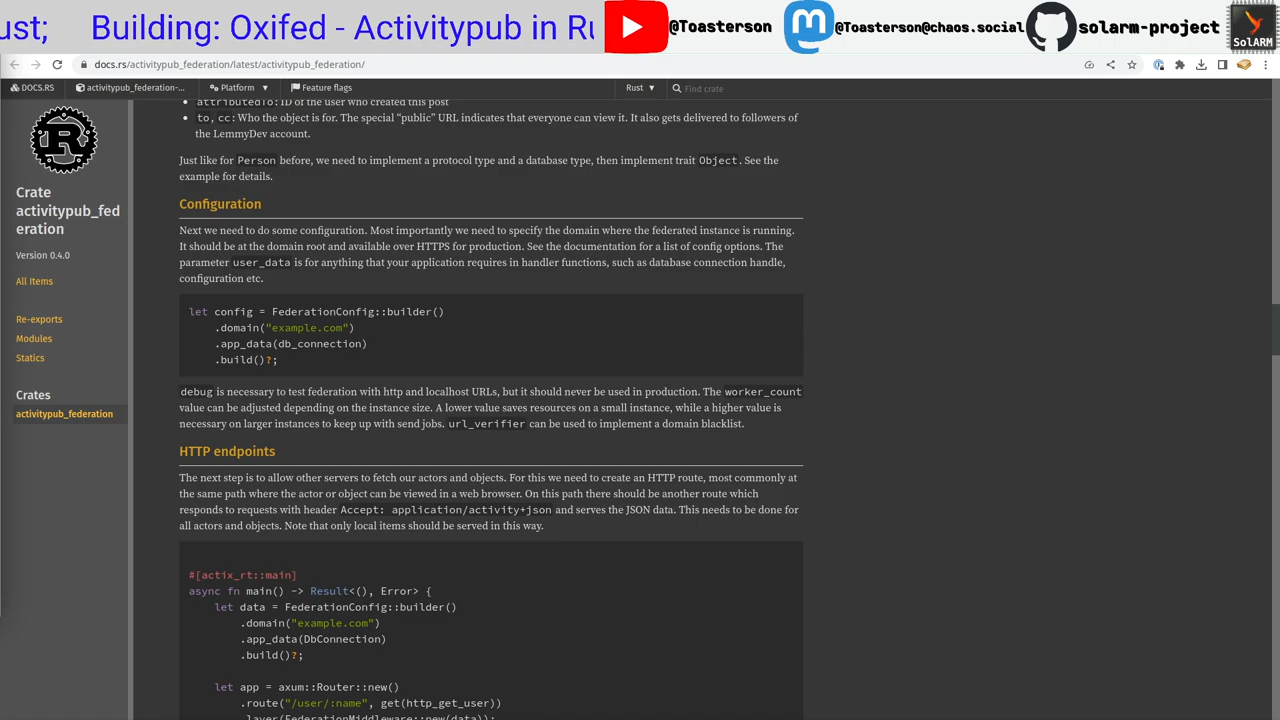 ust;    Building: Oxifed - Activitypub in Ru
@Toasterson
@Toasterson@chaos.social
solarm-project
SolARM
docs.rs/activitypub_federation/latest/activitypub_federation/
DOCS.RS
activitypub_federation-...
Platform
Feature flags
Rust
Find crate
Crate
activitypub_fed
eration
Version 0.4.0
All Items
Re-exports
Modules
Statics
Crates
activitypub_federation
attributedTo: ID of the user who created this post
to, cc: Who the object is for. The special “public” URL indicates that everyone can view it. It also gets delivered to followers of
the LemmyDev account.
Just like for Person before, we need to implement a protocol type and a database type, then implement trait Object. See the
example for details.
Configuration
Next we need to do some configuration. Most importantly we need to specify the domain where the federated instance is running.
It should be at the domain root and available over HTTPS for production. See the documentation for a list of config options. The
parameter user_data is for anything that your application requires in handler functions, such as database connection handle,
configuration etc.
let config = FederationConfig::builder()
    .domain("example.com")
    .app_data(db_connection)
    .build()?;
debug is necessary to test federation with http and localhost URLs, but it should never be used in production. The worker_count
value can be adjusted depending on the instance size. A lower value saves resources on a small instance, while a higher value is
necessary on larger instances to keep up with send jobs. url_verifier can be used to implement a domain blacklist.
HTTP endpoints
The next step is to allow other servers to fetch our actors and objects. For this we need to create an HTTP route, most commonly at
the same path where the actor or object can be viewed in a web browser. On this path there should be another route which
responds to requests with header Accept: application/activity+json and serves the JSON data. This needs to be done for
all actors and objects. Note that only local items should be served in this way.
#[actix_rt::main]
async fn main() -> Result<(), Error> {
    let data = FederationConfig::builder()
        .domain("example.com")
        .app_data(DbConnection)
        .build()?;
    let app = axum::Router::new()
        .route("/user/:name", get(http_get_user))
        .layer(FederationMiddleware::new(data));